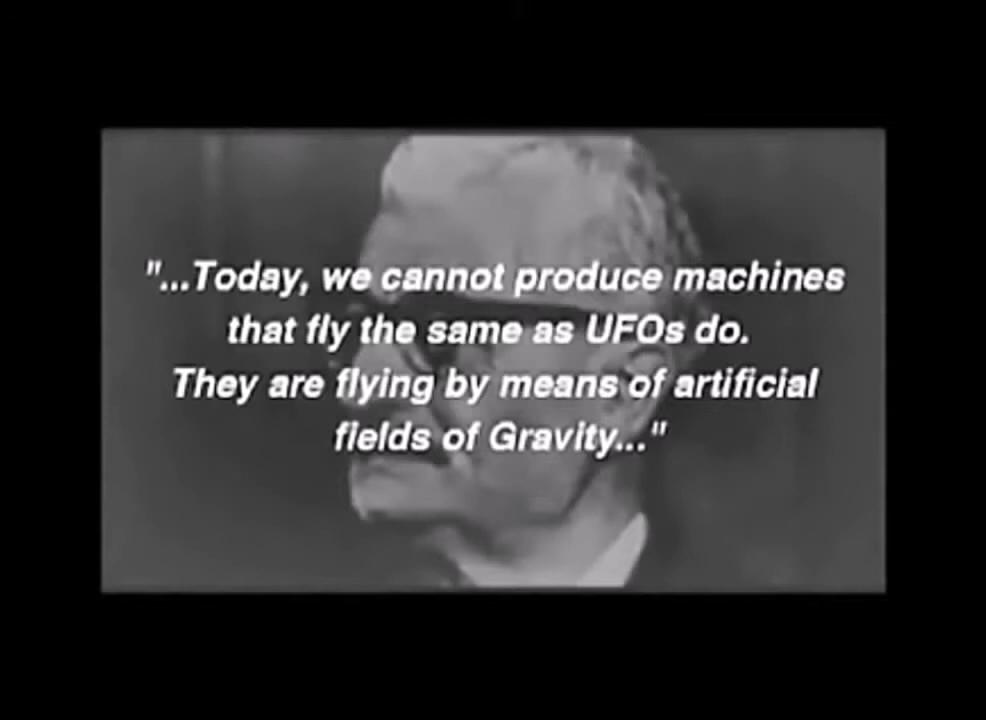 "...Today, we cannot produce machines
that fly the same as UFOs do.
They are flying by means of artificial
fields of Gravity..."